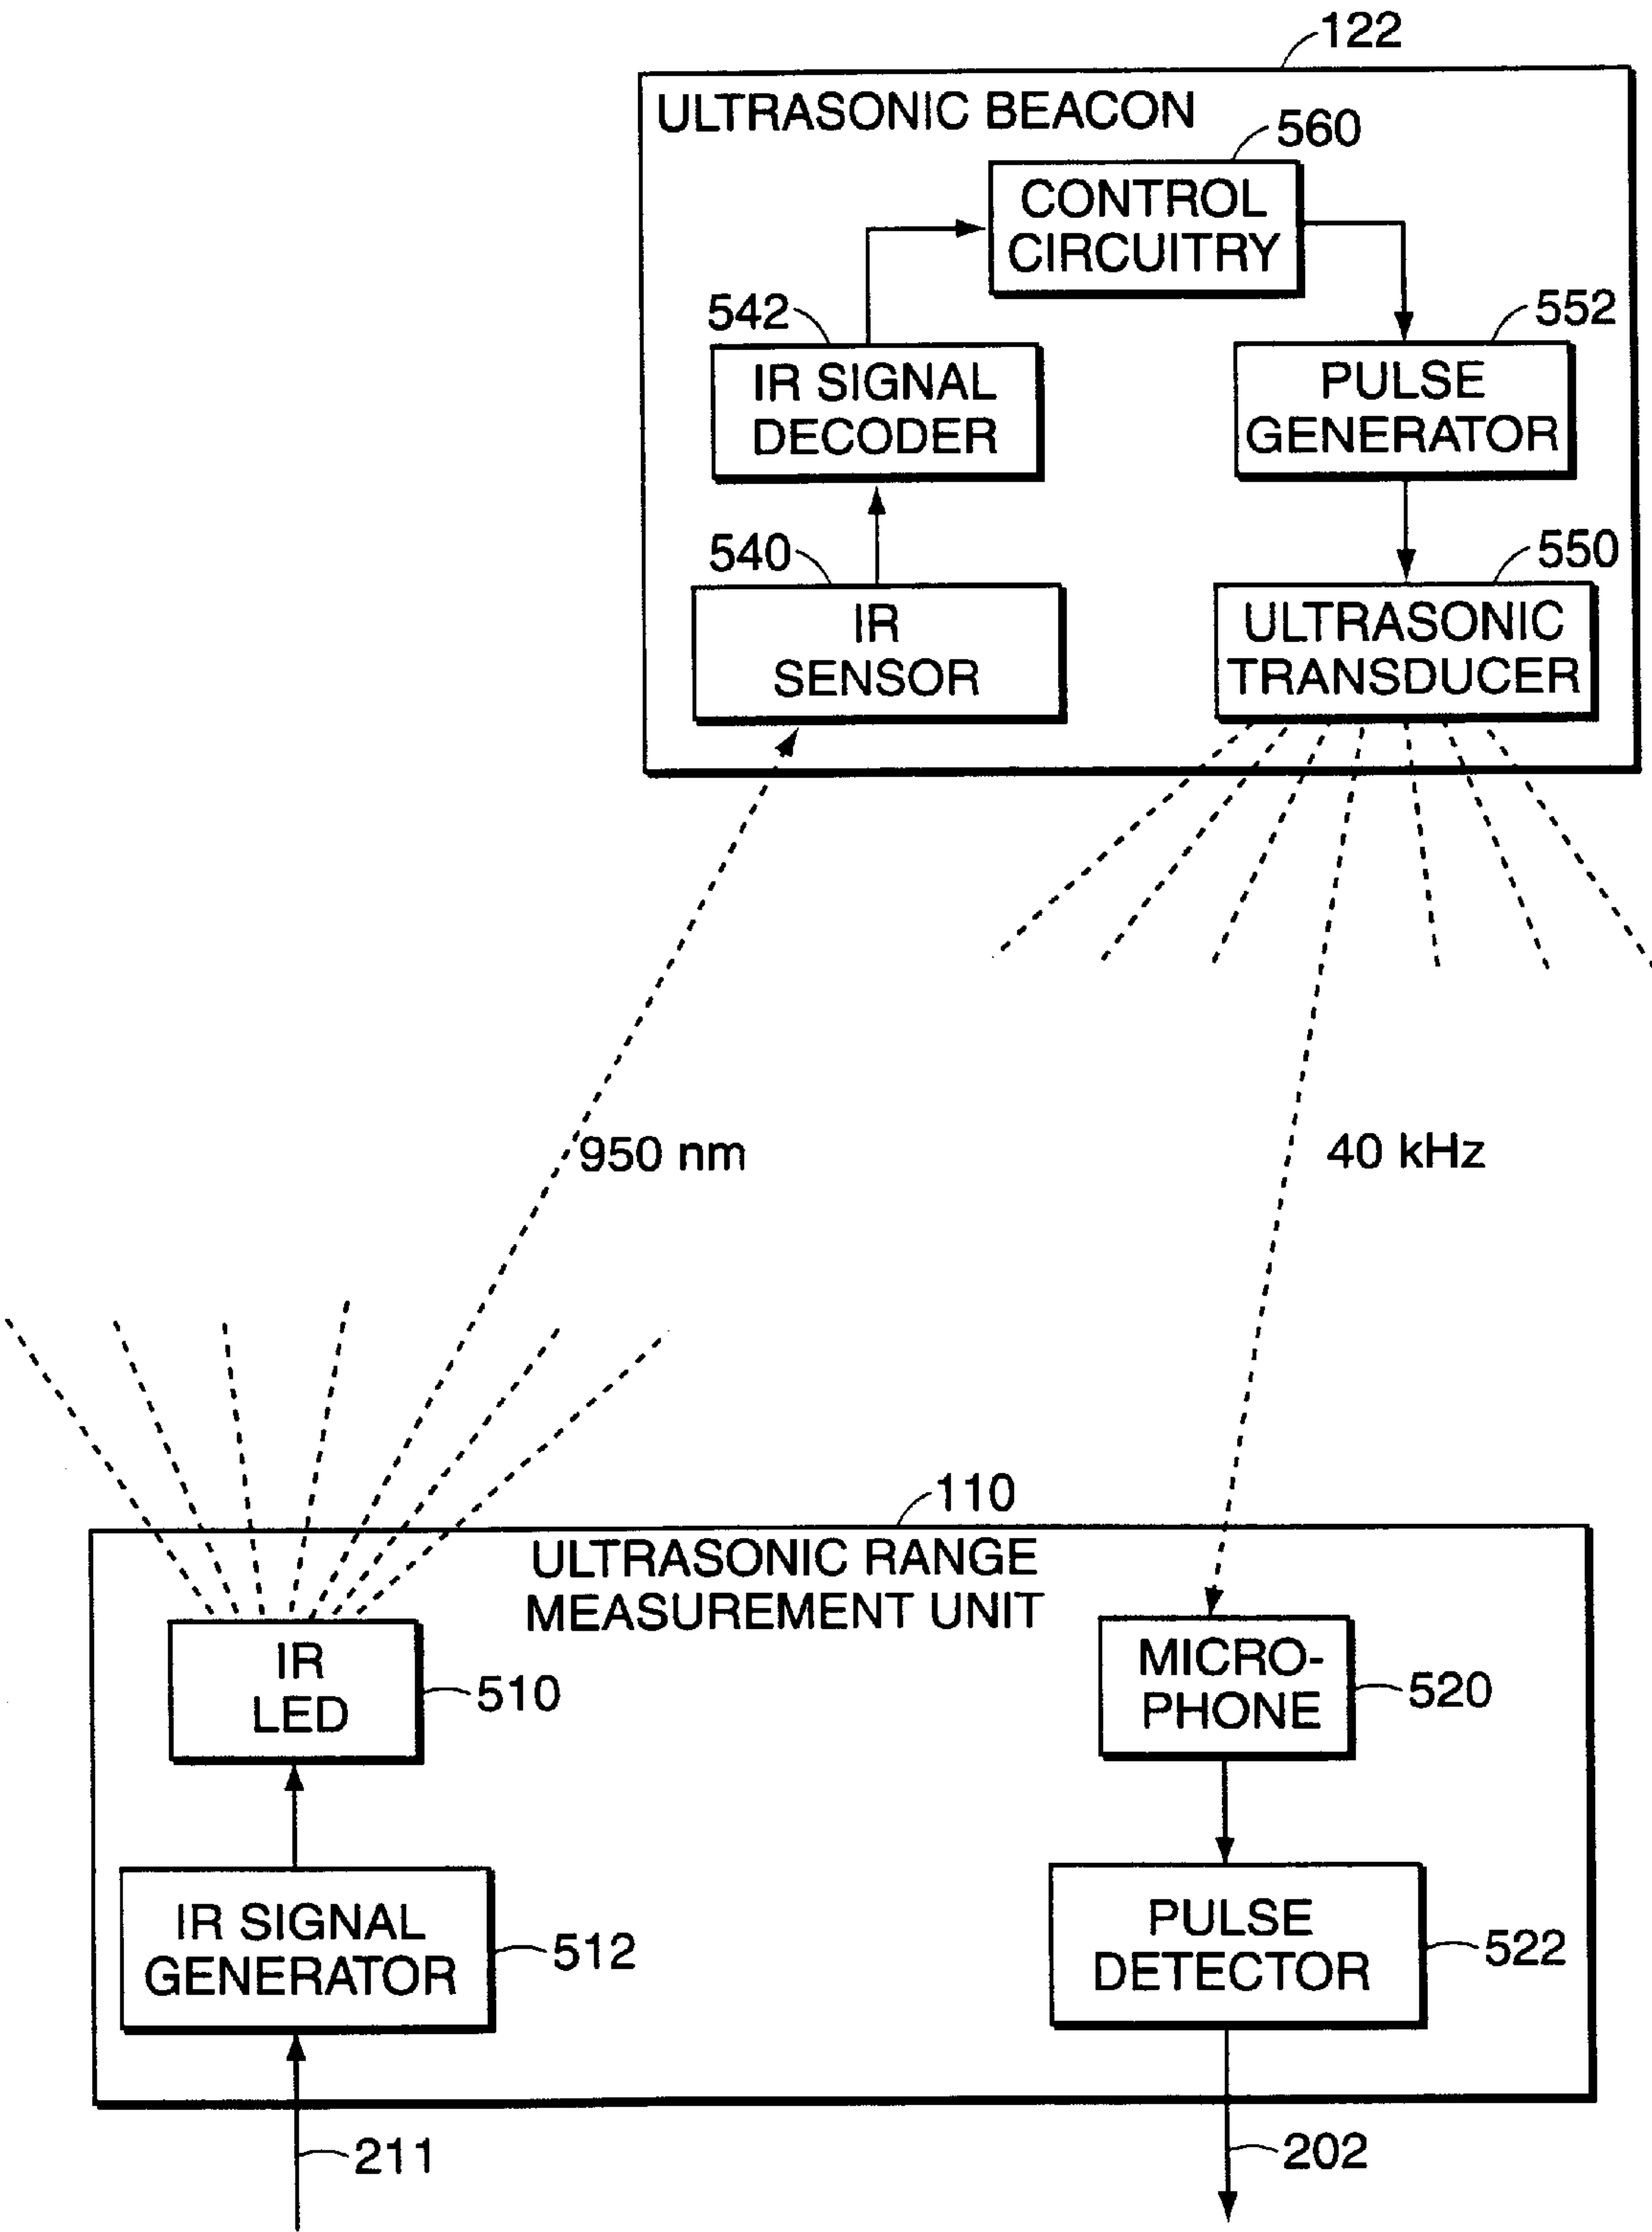 122
ULTRASONIC BEACON
560
CONTROL
CIRCUITRY
542
552
IR SIGNAL
DECODER
PULSE
GENERATOR
540
550
IR
SENSOR
ULTRASONIC
TRANSDUCER
950 nm
40 kHz
110
ULTRASONIC RANGE
MEASUREMENT UNIT
IR
LED
510
MICRO-
PHONE
520
IR SIGNAL
GENERATOR
512
PULSE
DETECTOR
522
211
202